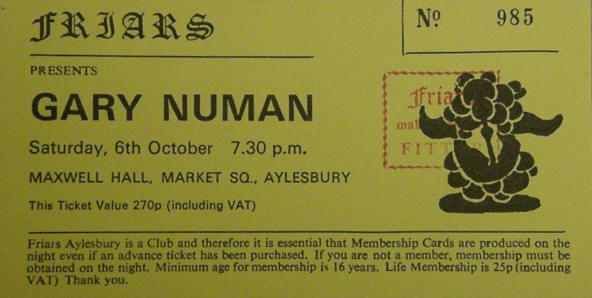 FRIARS
No 985
PRESENTS
GARY NUMAN
Saturday, 6th October 7.30 p.m.
MAXWELL HALL, MARKET SQ., AYLESBURY
This Ticket Value 270p (including VAT)
Fria
FITT
Friars Aylesbury is a Club and therefore it is essential that Membership Cards are produced on the
night even if an advance ticket has been purchased. If you are not a member, membership must be
obtained on the night. Minimum age for membership is 16 years. Life Membership is 25p (including
VAT) Thank you.